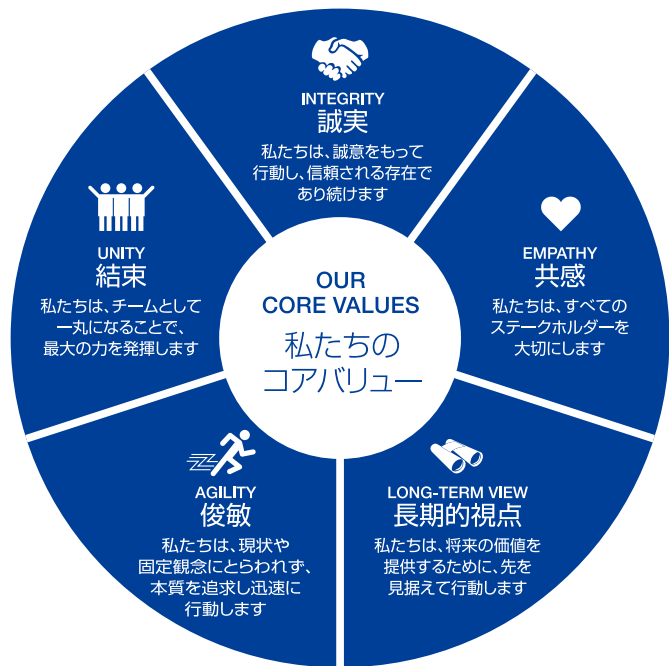 INTEGRITY
誠実
私たちは、誠意をもって
行動し、信頼される存在で
あり続けます
UNITY
結束
私たちは、チームとして
一丸になることで、
最大の力を発揮します
EMPATHY
共感
私たちは、すべての
ステークホルダーを
大切にします
OUR
CORE VALUES
私たちの
コアバリュー
AGILITY
俊敏
私たちは、現状や
固定観念にとらわれず、
本質を追求し迅速に
行動します
LONG-TERM VIEW
長期的視点
私たちは、将来の価値を
提供するために、先を
見据えて行動します